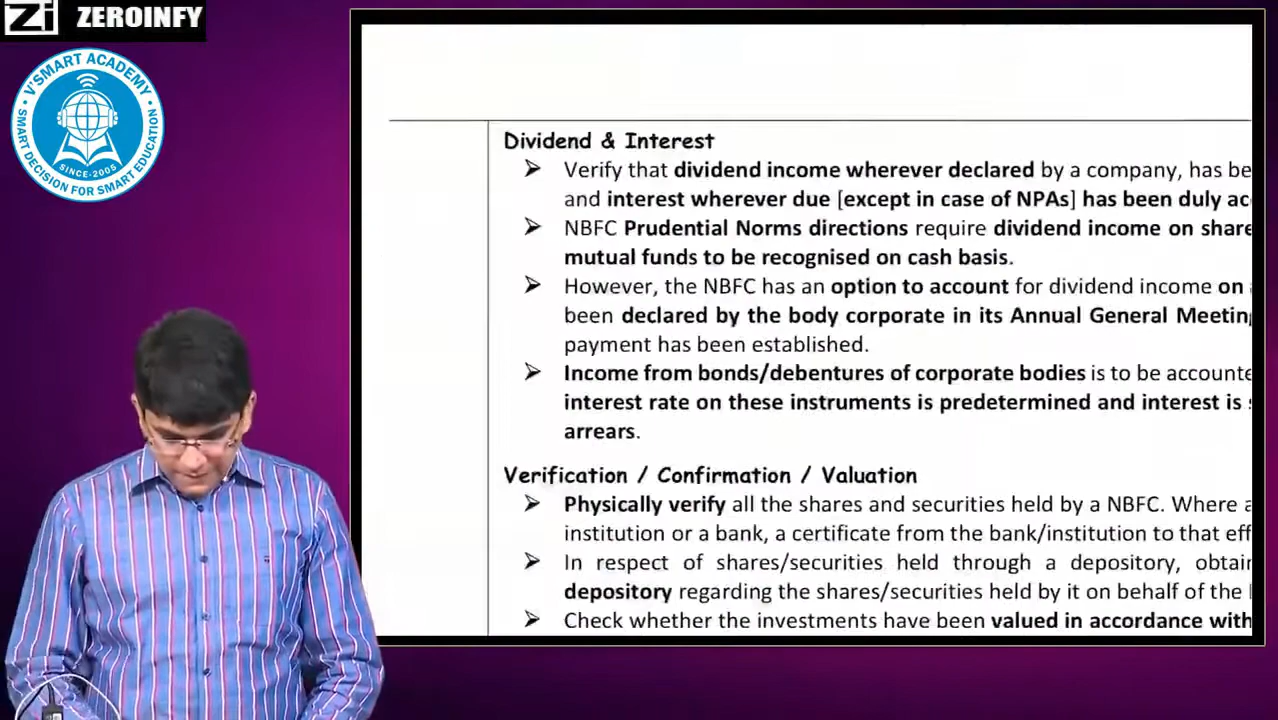 Zi ZEROINFY
V'SMART ACADEMY
SINCE-2005
SMART DECISION FOR SMART EDUCATION
Dividend & Interest
➢ Verify that dividend income wherever declared by a company, has be
and interest wherever due [except in case of NPAs] has been duly ac
➢ NBFC Prudential Norms directions require dividend income on share
mutual funds to be recognised on cash basis.
➢ However, the NBFC has an option to account for dividend income on
been declared by the body corporate in its Annual General Meeting
payment has been established.
➢ Income from bonds/debentures of corporate bodies is to be accounte
interest rate on these instruments is predetermined and interest is
arrears.
Verification / Confirmation / Valuation
➢ Physically verify all the shares and securities held by a NBFC. Where a
institution or a bank, a certificate from the bank/institution to that eff
➢ In respect of shares/securities held through a depository, obtain
depository regarding the shares/securities held by it on behalf of the
➢ Check whether the investments have been valued in accordance with